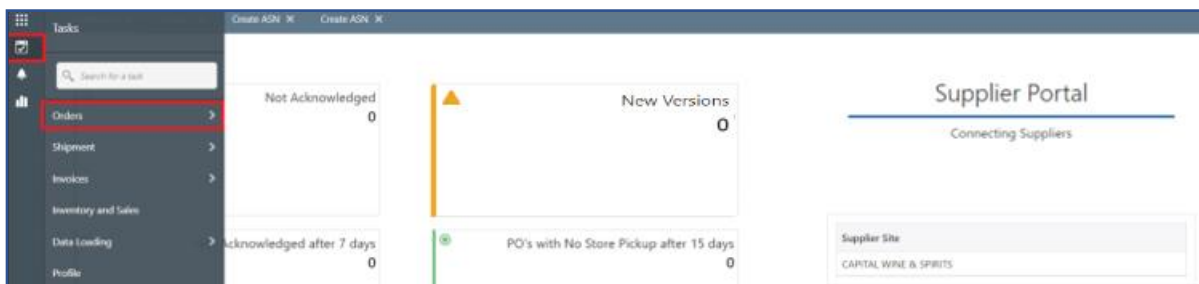 Tasks
Create ASN ×
Create ASN ×
Search for a task
Orders
Shipment
Invoices
Inventory and Sales
Data Loading
Profile
Not Acknowledged
0
New Versions
0
Acknowledged after 7 days
0
PO's with No Store Pickup after 15 days
0
Supplier Portal
Connecting Suppliers
Supplier Site
CAPITAL WINE & SPIRITS